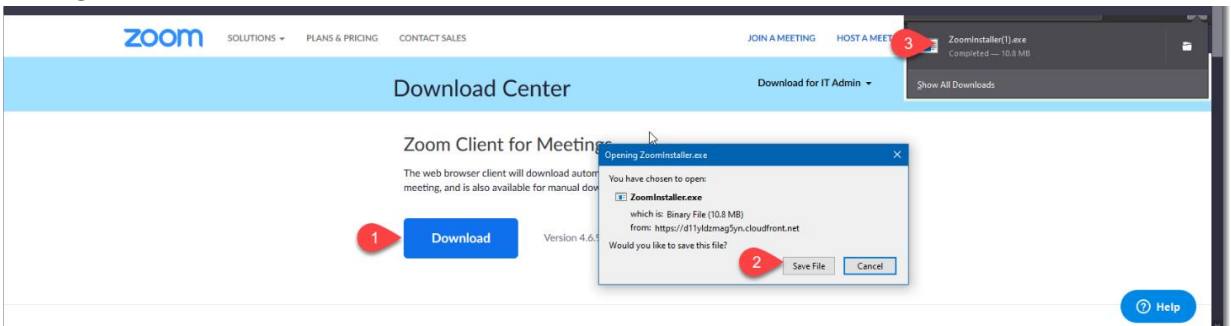 zoom SOLUTIONS PLANS & PRICING CONTACT SALES JOIN A MEETING HOST A
3 ZoomInstaller(1).exe
Completed — 10.8 MB
Show All Downloads
Download Center Download for IT Admin
Zoom Client for Meetings
The web browser client will download
meeting, and is also available for manual
1 Download Version 4.6.
Opening ZoomInstaller.exe
You have chosen to open:
ZoomInstaller.exe
which is: Binary File (10.8 MB)
from: https://d11yldzmag5yn.cloudfront.net
Would you like to save this file?
2 Save File Cancel
Help